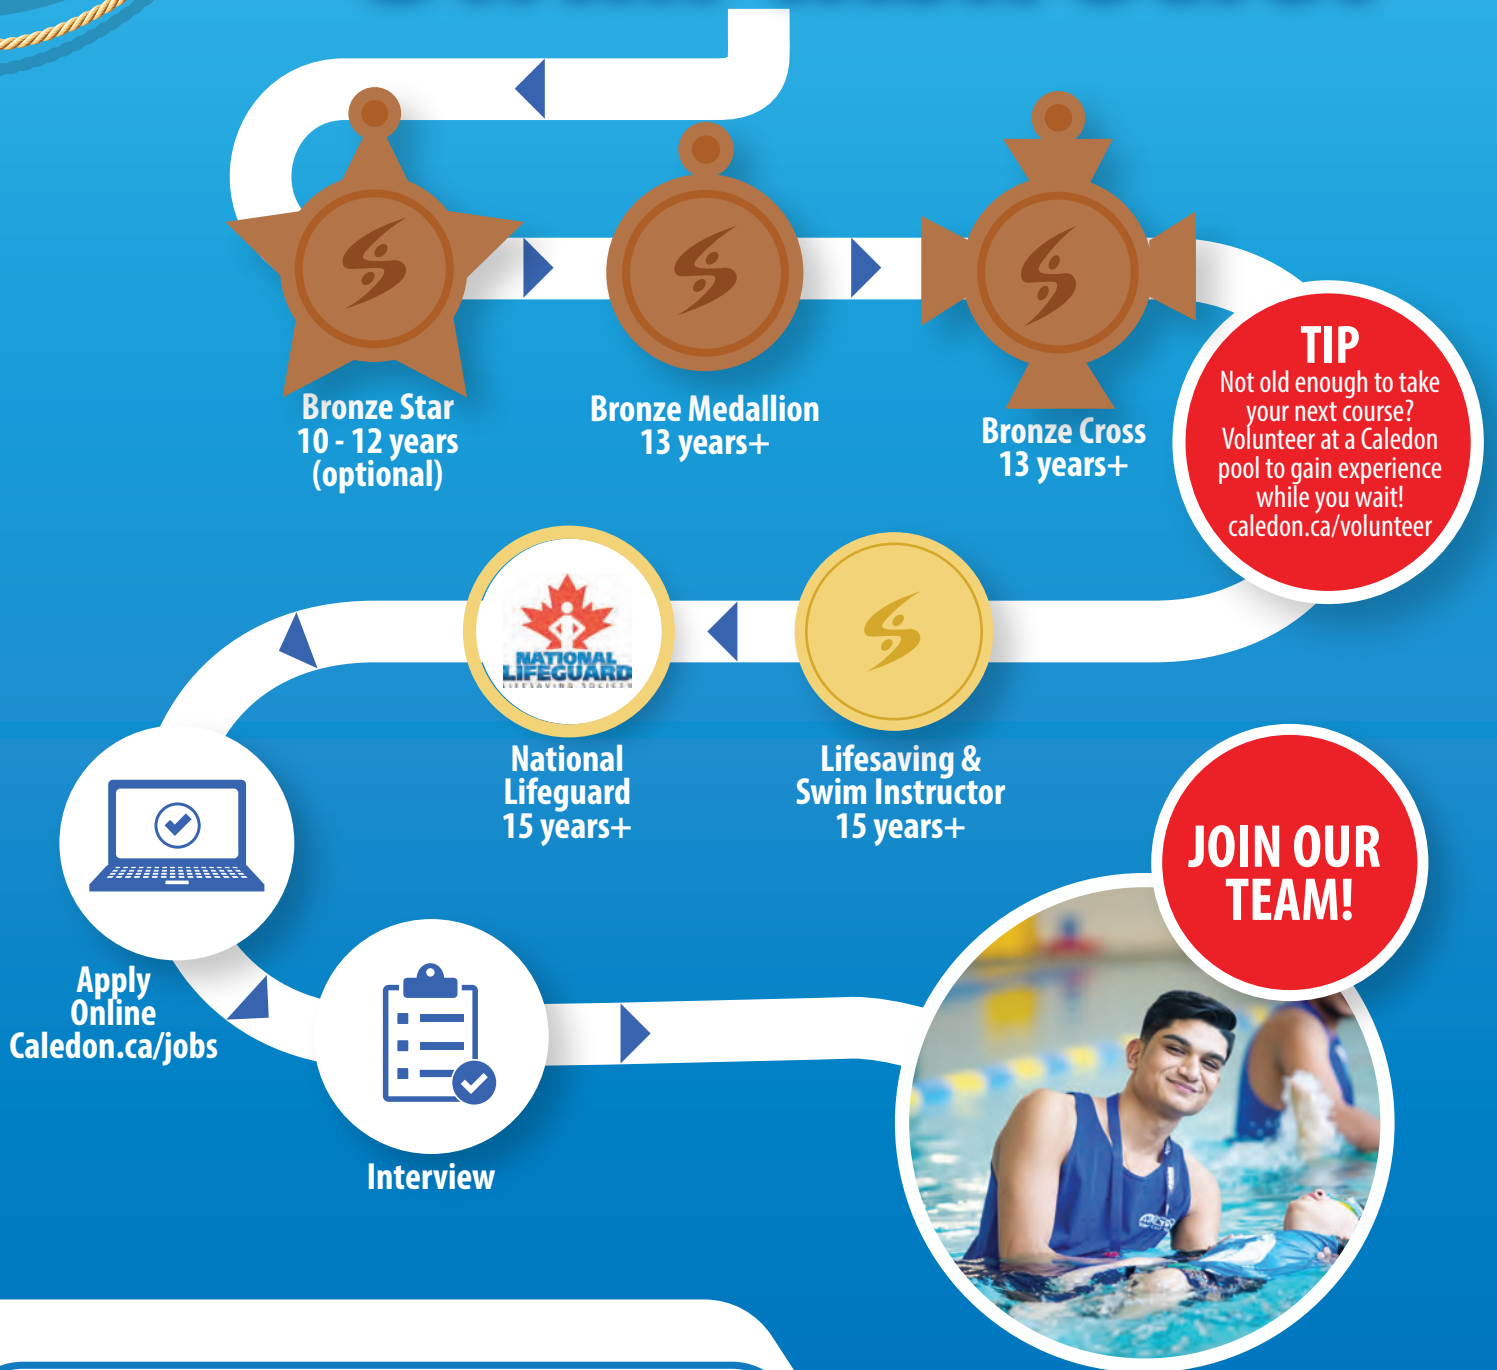 Bronze Star
10 - 12 years
(optional)
Bronze Medallion
13 years+
Bronze Cross
13 years+
TIP
Not old enough to take
your next course?
Volunteer at a Caledon
pool to gain experience
while you wait!
caledon.ca/volunteer
NATIONAL
LIFEGUARD
LIFESAVING SOCIETY
National
Lifeguard
15 years+
Lifesaving &
Swim Instructor
15 years+
Apply
Online
Caledon.ca/jobs
Interview
JOIN OUR
TEAM!